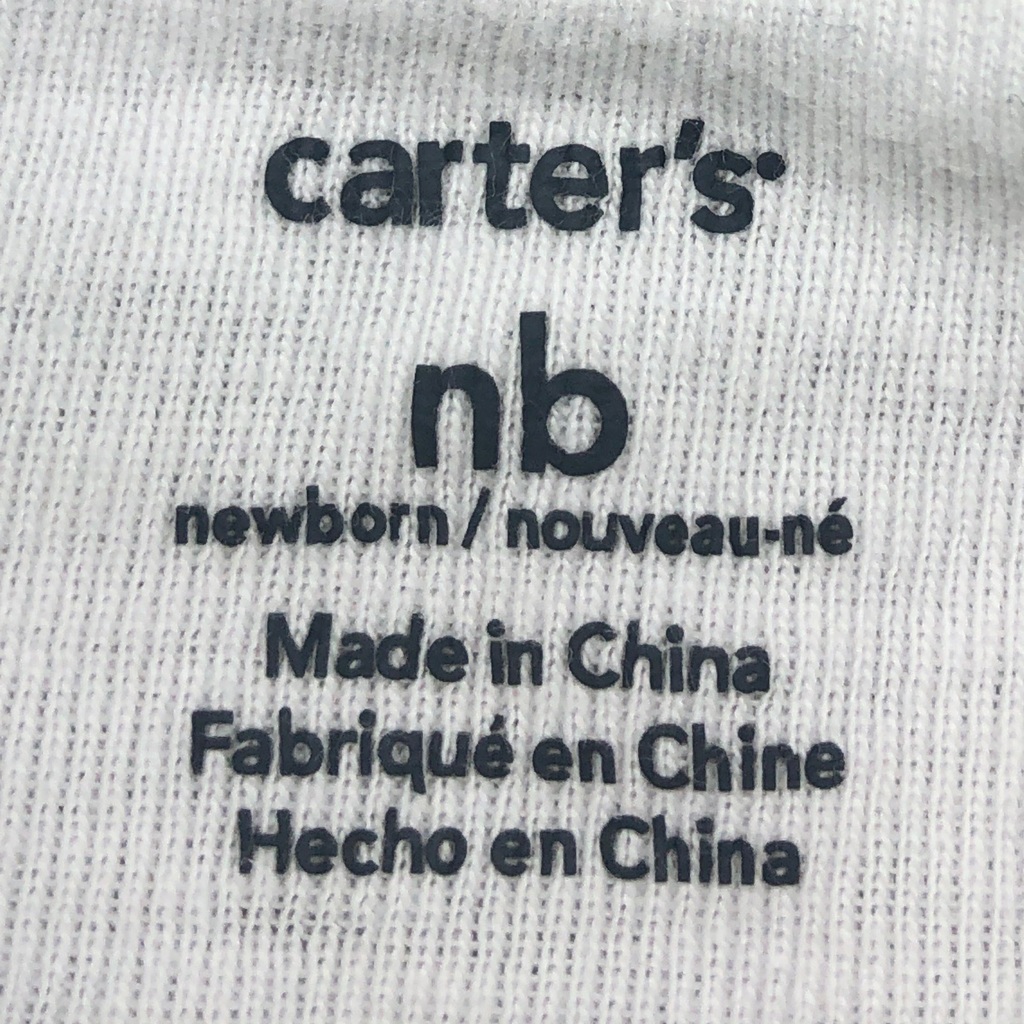 carter's
nb
newborn / nouveau-né
Made in China
Fabriqué en Chine
Hecho en China